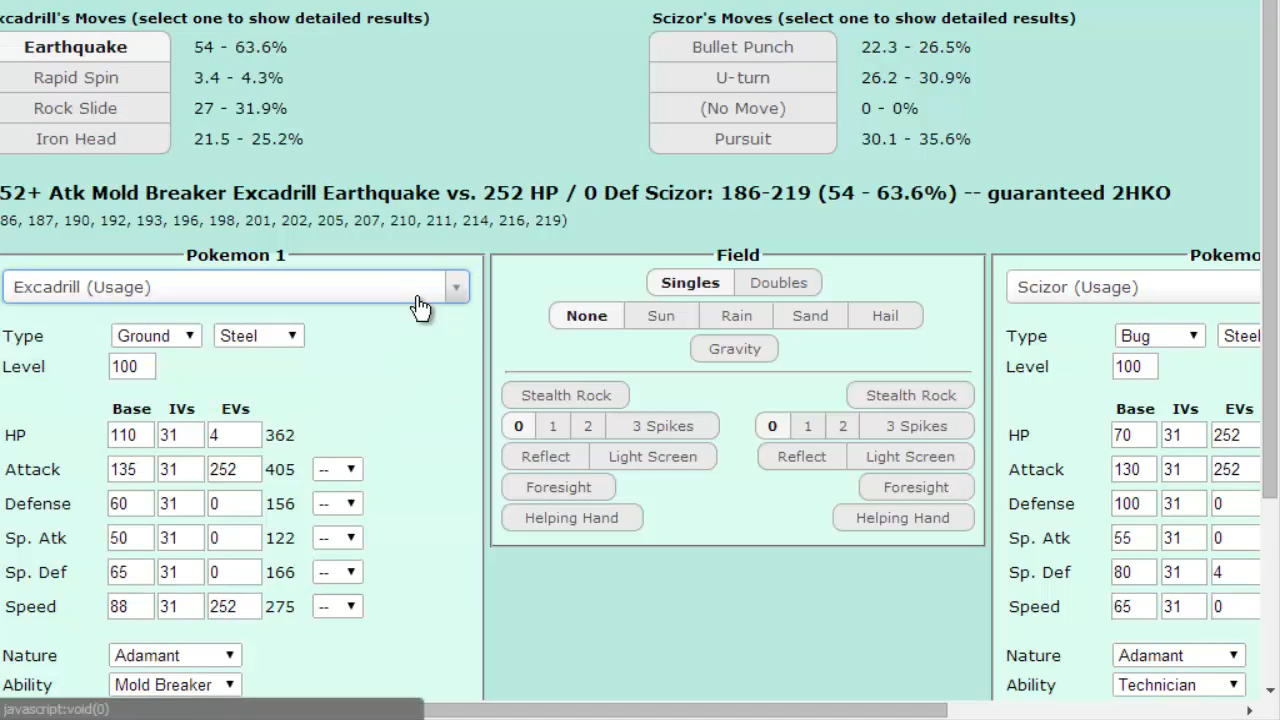 xcadrill's Moves (select one to show detailed results)
Scizor's Moves (select one to show detailed results)
Earthquake 54 - 63.6%
Bullet Punch 22.3 - 26.5%
Rapid Spin 3.4 - 4.3%
U-turn 26.2 - 30.9%
Rock Slide 27 - 31.9%
(No Move) 0 - 0%
Iron Head 21.5 - 25.2%
Pursuit 30.1 - 35.6%
52+ Atk Mold Breaker Excadrill Earthquake vs. 252 HP / 0 Def Scizor: 186-219 (54 - 63.6%) -- guaranteed 2HKO
86, 187, 190, 192, 193, 196, 198, 201, 202, 205, 207, 210, 211, 214, 216, 219)
Pokemon 1
Excadrill (Usage)
Type Ground Steel
Level 100
Base IVs EVs
HP 110 31 4 362
Attack 135 31 252 405 --
Defense 60 31 0 156 --
Sp. Atk 50 31 0 122 --
Sp. Def 65 31 0 166 --
Speed 88 31 252 275 --
Nature Adamant
Ability Mold Breaker
Field
Singles Doubles
None Sun Rain Sand Hail
Gravity
Stealth Rock Stealth Rock
0 1 2 3 Spikes 0 1 2 3 Spikes
Reflect Light Screen Reflect Light Screen
Foresight Foresight
Helping Hand Helping Hand
Pokemo
Scizor (Usage)
Type Bug Steel
Level 100
Base IVs EVs
HP 70 31 252
Attack 130 31 252
Defense 100 31 0
Sp. Atk 55 31 0
Sp. Def 80 31 4
Speed 65 31 0
Nature Adamant
Ability Technician
javascript:void(0)